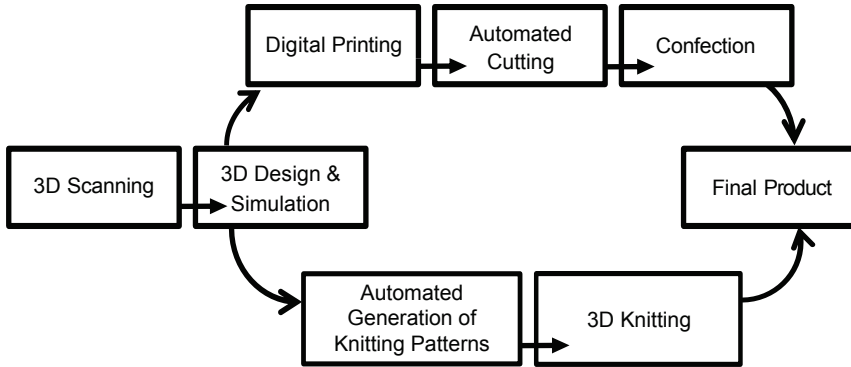 Digital Printing
Automated
Cutting
Confection
3D Scanning
3D Design &
Simulation
Final Product
Automated
Generation of
Knitting Patterns
3D Knitting